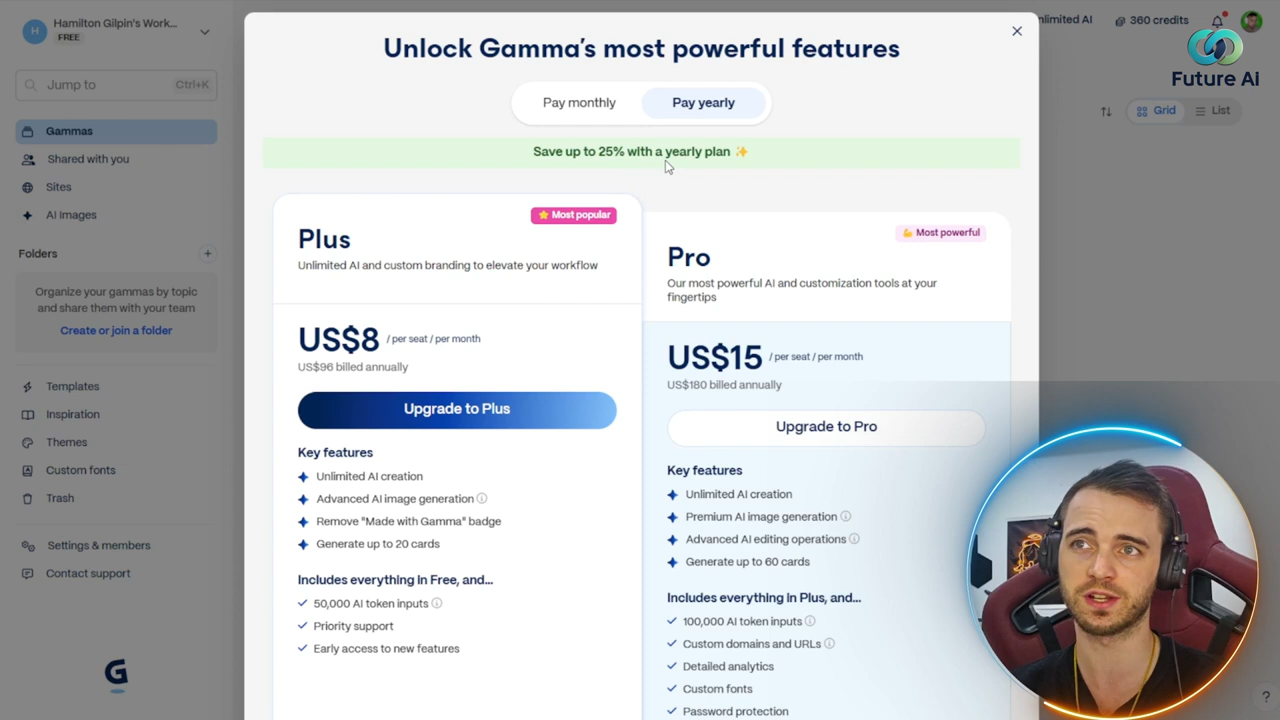 Hamilton Gilpin's Work...
FREE
Jump to
Ctrl+K
Gammas
Shared with you
Sites
AI Images
Folders
Organize your gammas by topic
and share them with your team
Create or join a folder
Templates
Inspiration
Themes
Custom fonts
Trash
Settings & members
Contact support
G
Unlock Gamma's most powerful features
Pay monthly
Pay yearly
Save up to 25% with a yearly plan ✨
⭐ Most popular
Plus
Unlimited AI and custom branding to elevate your workflow
US$8 / per seat / per month
US$96 billed annually
Upgrade to Plus
Key features
Unlimited AI creation
Advanced AI image generation
Remove "Made with Gamma" badge
Generate up to 20 cards
Includes everything in Free, and...
50,000 AI token inputs
Priority support
Early access to new features
💪 Most powerful
Pro
Our most powerful AI and customization tools at your
fingertips
US$15 / per seat / per month
US$180 billed annually
Upgrade to Pro
Key features
Unlimited AI creation
Premium AI image generation
Advanced AI editing operations
Generate up to 60 cards
Includes everything in Plus, and...
100,000 AI token inputs
Custom domains and URLs
Detailed analytics
Custom fonts
Password protection
AI
360 credits
H
Future Ai
Grid
List
?